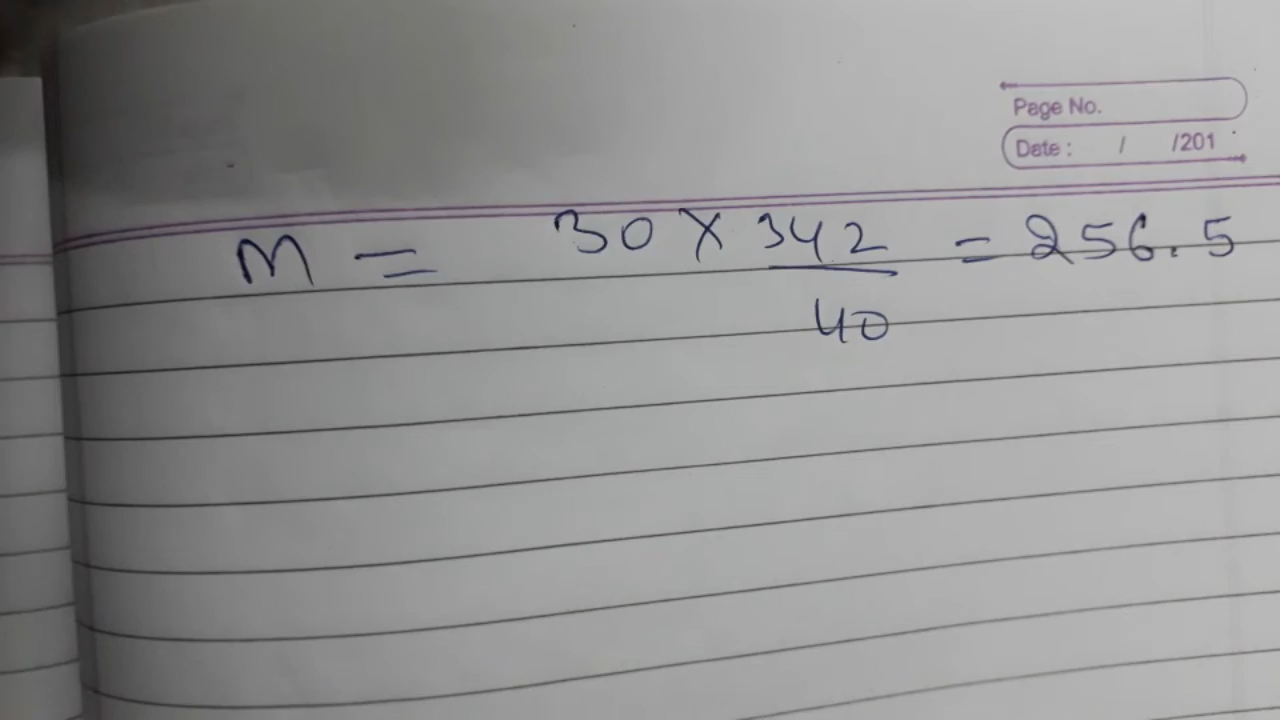 Page No.
Date : / /201
M = 30 X 342/40 = 256.5